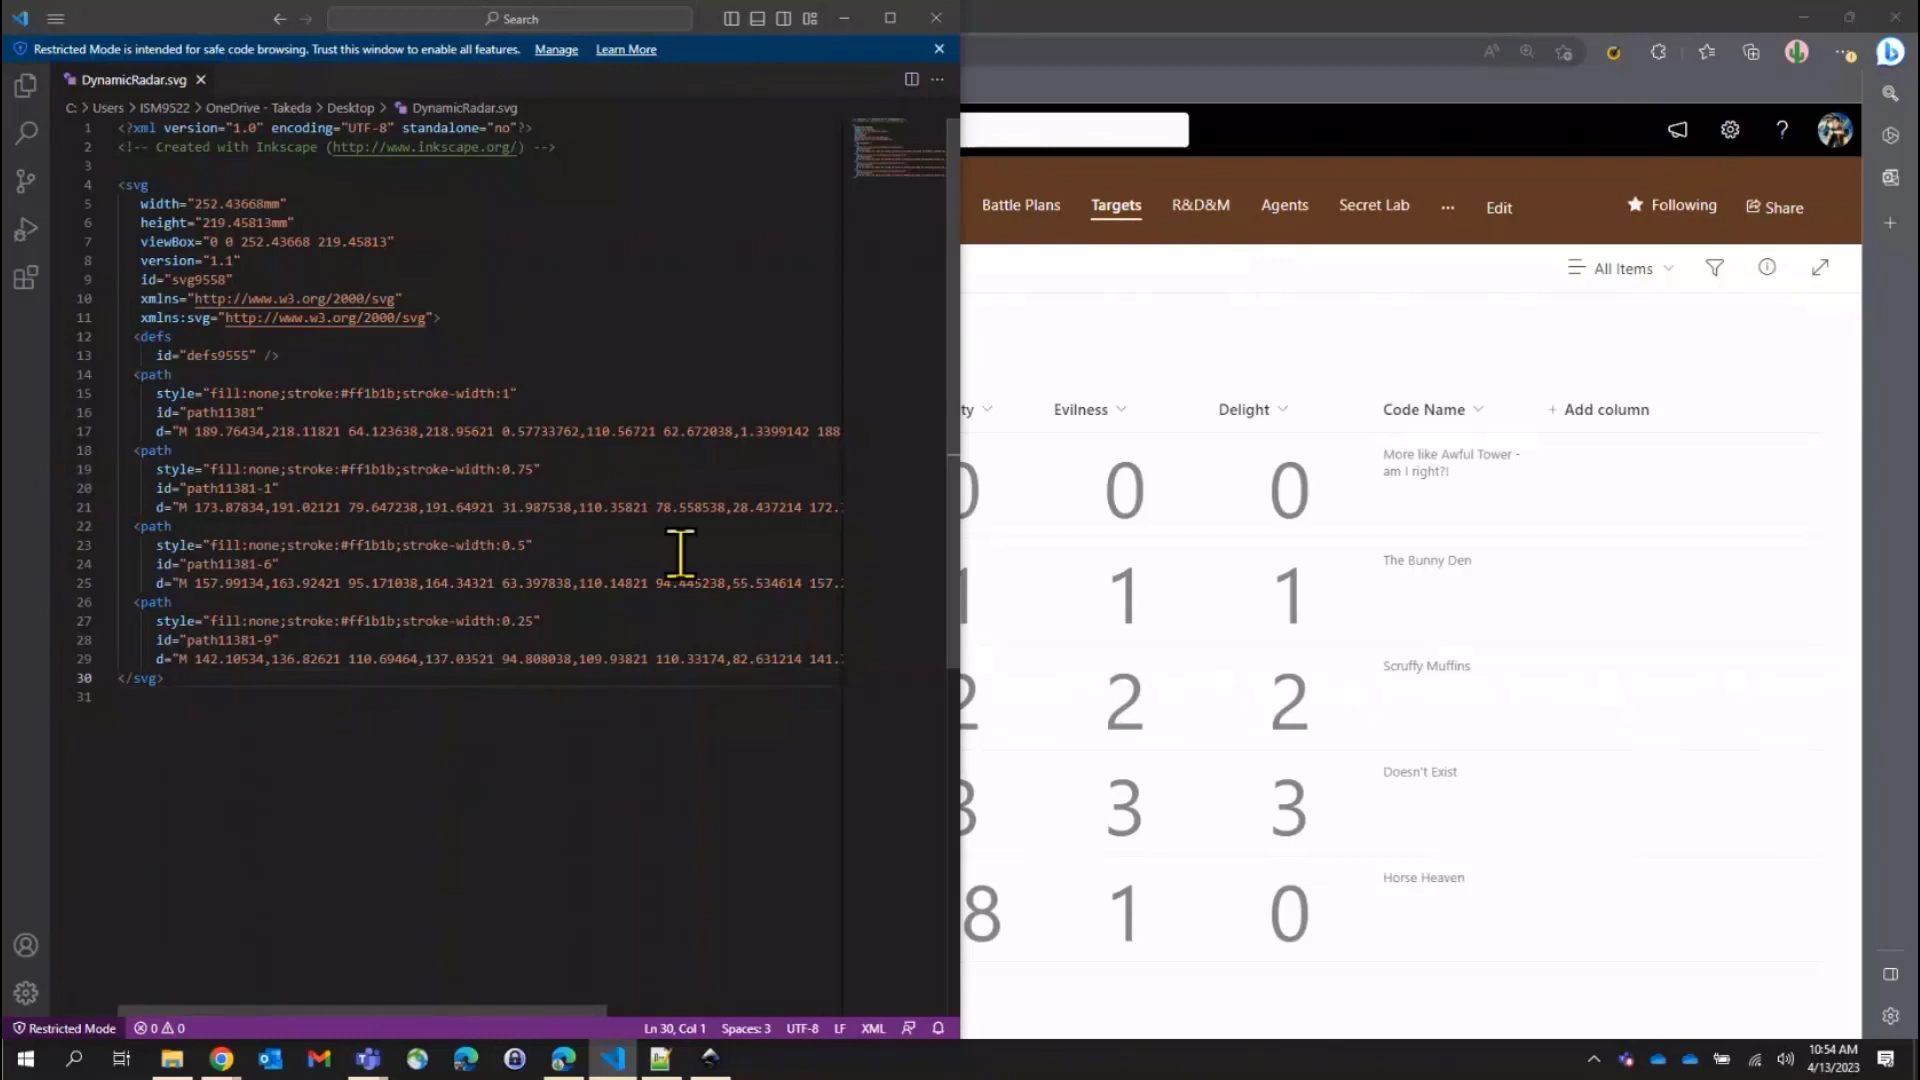 Search
Restricted Mode is intended for safe code browsing. Trust this window to enable all features. Manage Learn More
DynamicRadar.svg
C: > Users > ISM9522 > OneDrive - Takeda > Desktop > DynamicRadar.svg
1 <?xml version="1.0" encoding="UTF-8" standalone="no"?>
2 <!-- Created with Inkscape (http://www.inkscape.org/) -->
3
4 <svg
5 width="252.43668mm"
6 height="219.45813mm"
7 viewBox="0 0 252.43668 219.45813"
8 version="1.1"
9 id="svg9558"
10 xmlns="http://www.w3.org/2000/svg"
11 xmlns:svg="http://www.w3.org/2000/svg">
12 <defs
13 id="defs9555" />
14 <path
15 style="fill:none;stroke:#ff1b1b;stroke-width:1"
16 id="path11381"
17 d="M 189.76434,218.11821 64.123638,218.95621 0.57733762,110.56721 62.672038,1.3399142 188
18 <path
19 style="fill:none;stroke:#ff1b1b;stroke-width:0.75"
20 id="path11381-1"
21 d="M 173.87834,191.02121 79.647238,191.64921 31.987538,110.35821 78.558538,28.437214 172.
22 <path
23 style="fill:none;stroke:#ff1b1b;stroke-width:0.5"
24 id="path11381-6"
25 d="M 157.99134,163.92421 95.171038,164.34321 63.397838,110.14821 94.445238,55.534614 157.
26 <path
27 style="fill:none;stroke:#ff1b1b;stroke-width:0.25"
28 id="path11381-9"
29 d="M 142.10534,136.82621 110.69464,137.03521 94.808038,109.93821 110.33174,82.631214 141.
30 </svg>
31
Restricted Mode 0 0 Ln 30, Col 1 Spaces: 3 UTF-8 LF XML
Battle Plans Targets R&D&M Agents Secret Lab ... Edit Following Share
All Items
ty Evilness Delight Code Name + Add column
0 0 0 More like Awful Tower -
am I right?!
1 1 1 The Bunny Den
2 2 2 Scruffy Muffins
3 3 3 Doesn't Exist
8 1 0 Horse Heaven
10:54 AM
4/13/2023